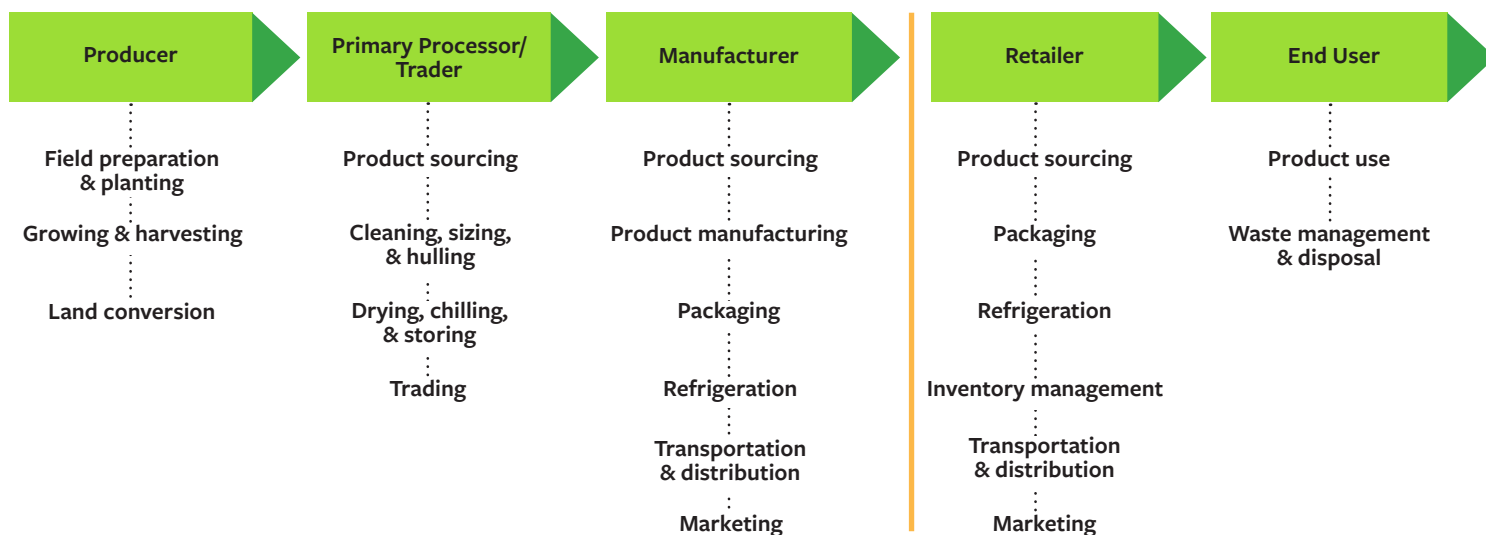 Producer
Field preparation
& planting
Growing & harvesting
Land conversion
Primary Processor/
Trader
Product sourcing
Cleaning, sizing,
& hulling
Drying, chilling,
& storing
Trading
Manufacturer
Product sourcing
Product manufacturing
Packaging
Refrigeration
Transportation
& distribution
Marketing
Retailer
Product sourcing
Packaging
Refrigeration
Inventory management
Transportation
& distribution
Marketing
End User
Product use
Waste management
& disposal